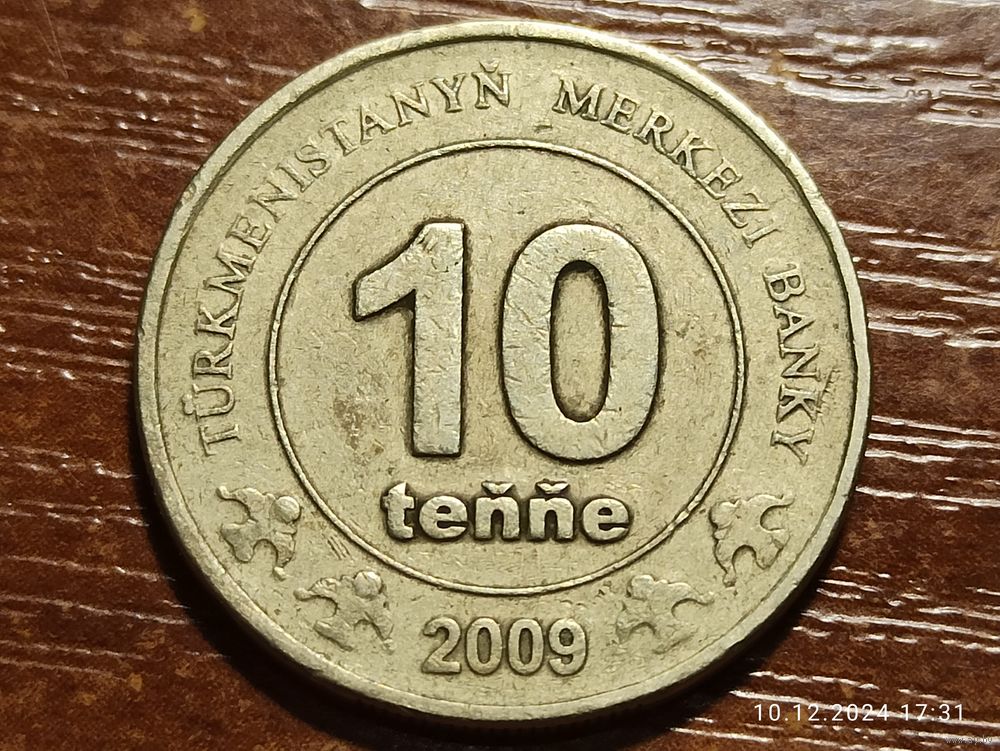 TÜRKMENISTANYŇ MERKEZI BANKY
10
teňňe
2009
10.12.2024 17:31